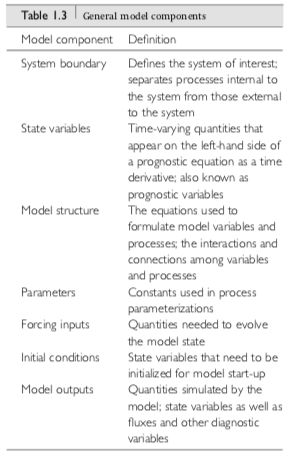 Table 1.3 General model components
Model component Definition
System boundary Defines the system of interest;
separates processes internal to
the system from those external
to the system
State variables Time-varying quantities that
appear on the left-hand side of
a prognostic equation as a time
derivative; also known as
prognostic variables
Model structure The equations used to
formulate model variables and
processes; the interactions and
connections among variables
and processes
Parameters Constants used in process
parameterizations
Forcing inputs Quantities needed to evolve
the model state
Initial conditions State variables that need to be
initialized for model start-up
Model outputs Quantities simulated by the
model; state variables as well as
fluxes and other diagnostic
variables